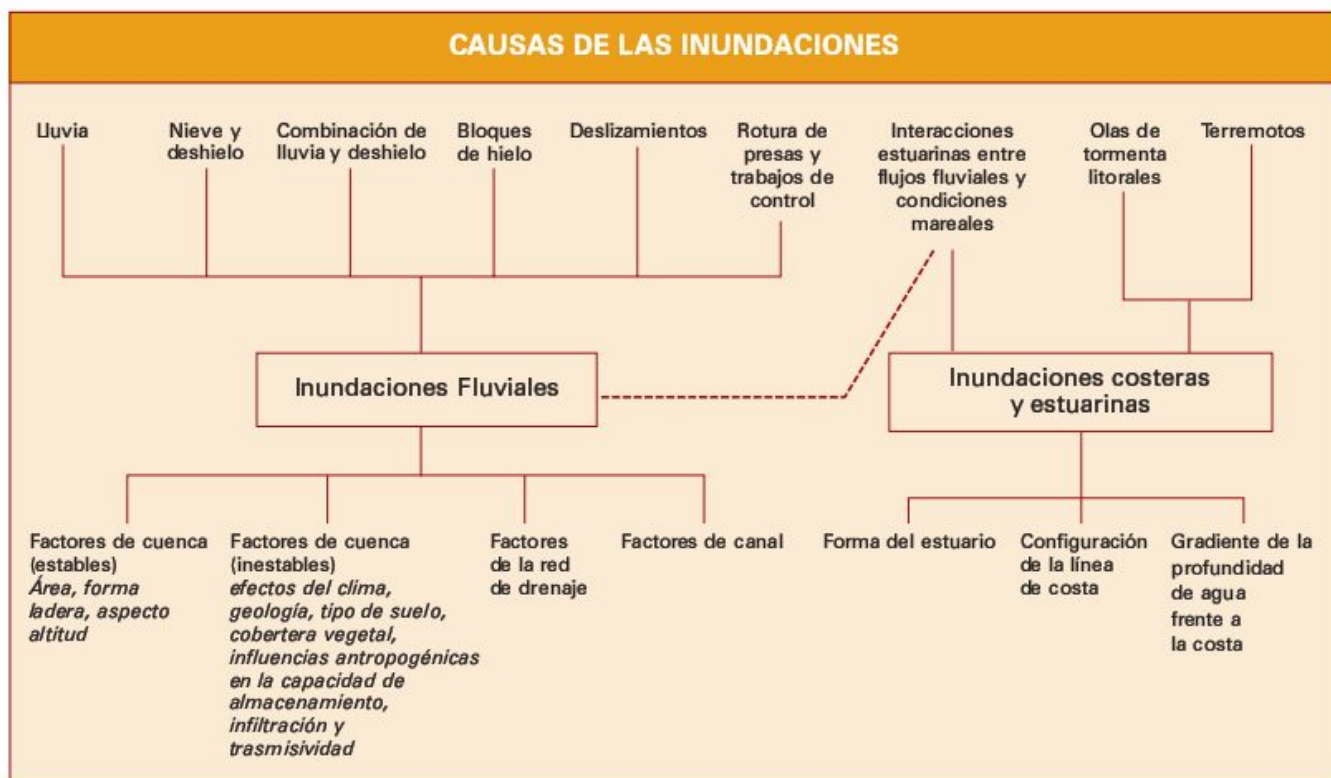 CAUSAS DE LAS INUNDACIONES
Lluvia
Nieve y
deshielo
Combinación de
lluvia y deshielo
Bloques
de hielo
Deslizamientos
Rotura de
presas y
trabajos de
control
Interacciones
estuarinas entre
flujos fluviales y
condiciones
mareales
Olas de
tormenta
litorales
Terremotos
Inundaciones Fluviales
Inundaciones costeras
y estuarinas
Factores de cuenca
(estables)
Área, forma
ladera, aspecto
altitud
Factores de cuenca
(inestables)
efectos del clima,
geología, tipo de suelo,
cobertera vegetal,
influencias antropogénicas
en la capacidad de
almacenamiento,
infiltración y
trasmisividad
Factores
de la red
de drenaje
Factores de canal
Forma del estuario
Configuración
de la línea
de costa
Gradiente de la
profundidad
de agua
frente a
la costa